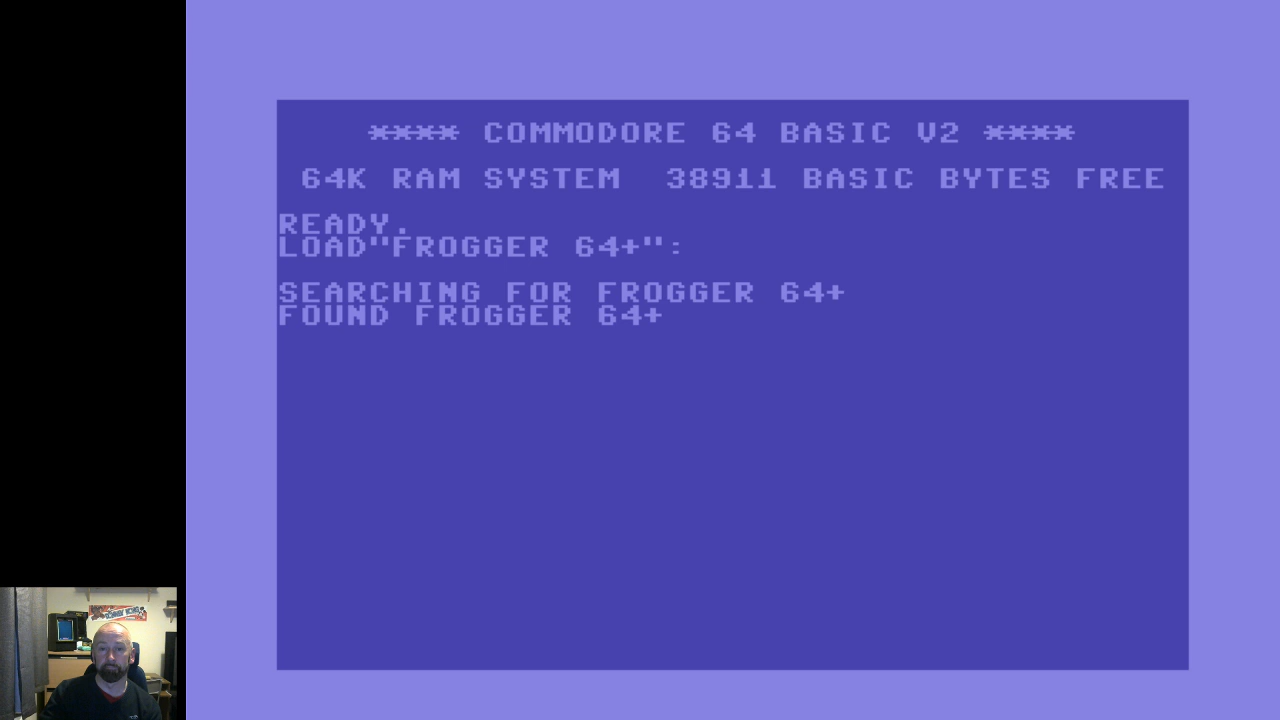 **** COMMODORE 64 BASIC V2 ****
64K RAM SYSTEM  38911 BASIC BYTES FREE
READY.
LOAD"FROGGER 64+":
SEARCHING FOR FROGGER 64+
FOUND FROGGER 64+